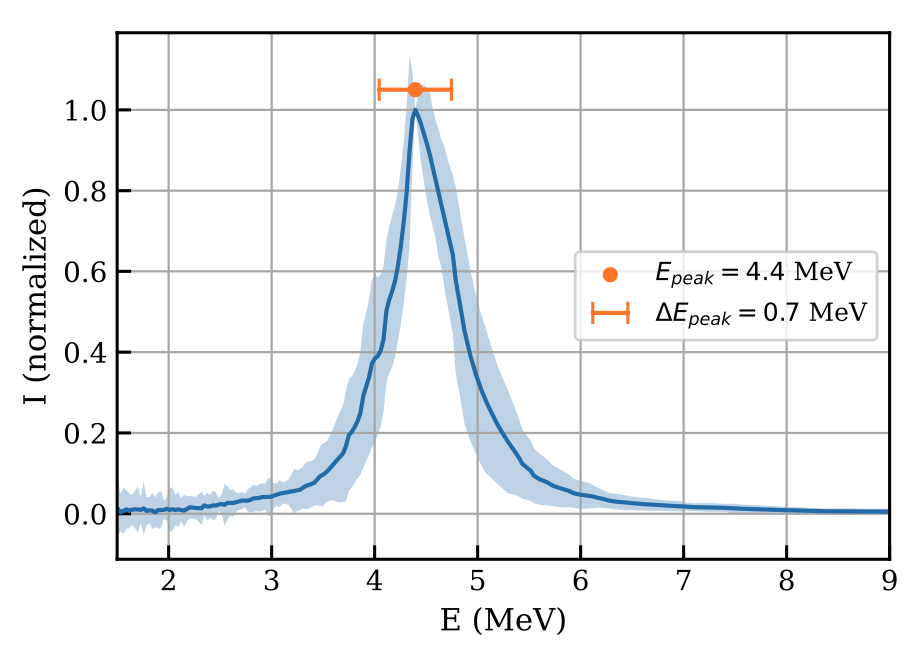 1.0
0.8
0.6
0.4
0.2
0.0
I (normalized)
E_peak = 4.4 MeV
ΔE_peak = 0.7 MeV
2 3 4 5 6 7 8 9
E (MeV)